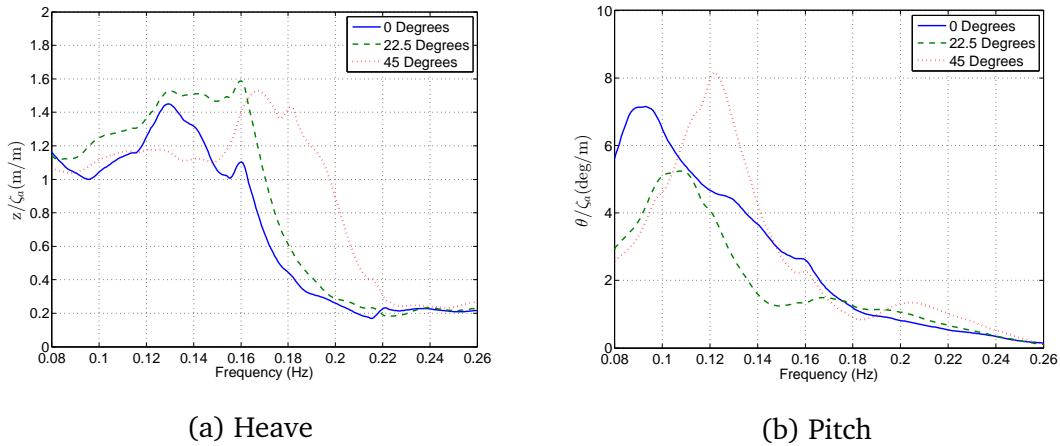 2
1.8
1.6
1.4
1.2
1
0.8
0.6
0.4
0.2
0
z/ζa(m/m)
0 Degrees
22.5 Degrees
45 Degrees
0.08 0.1 0.12 0.14 0.16 0.18 0.2 0.22 0.24 0.26
Frequency (Hz)
(a) Heave
10
8
6
4
2
0
θ/ζa(deg/m)
0 Degrees
22.5 Degrees
45 Degrees
0.08 0.1 0.12 0.14 0.16 0.18 0.2 0.22 0.24 0.26
Frequency (Hz)
(b) Pitch